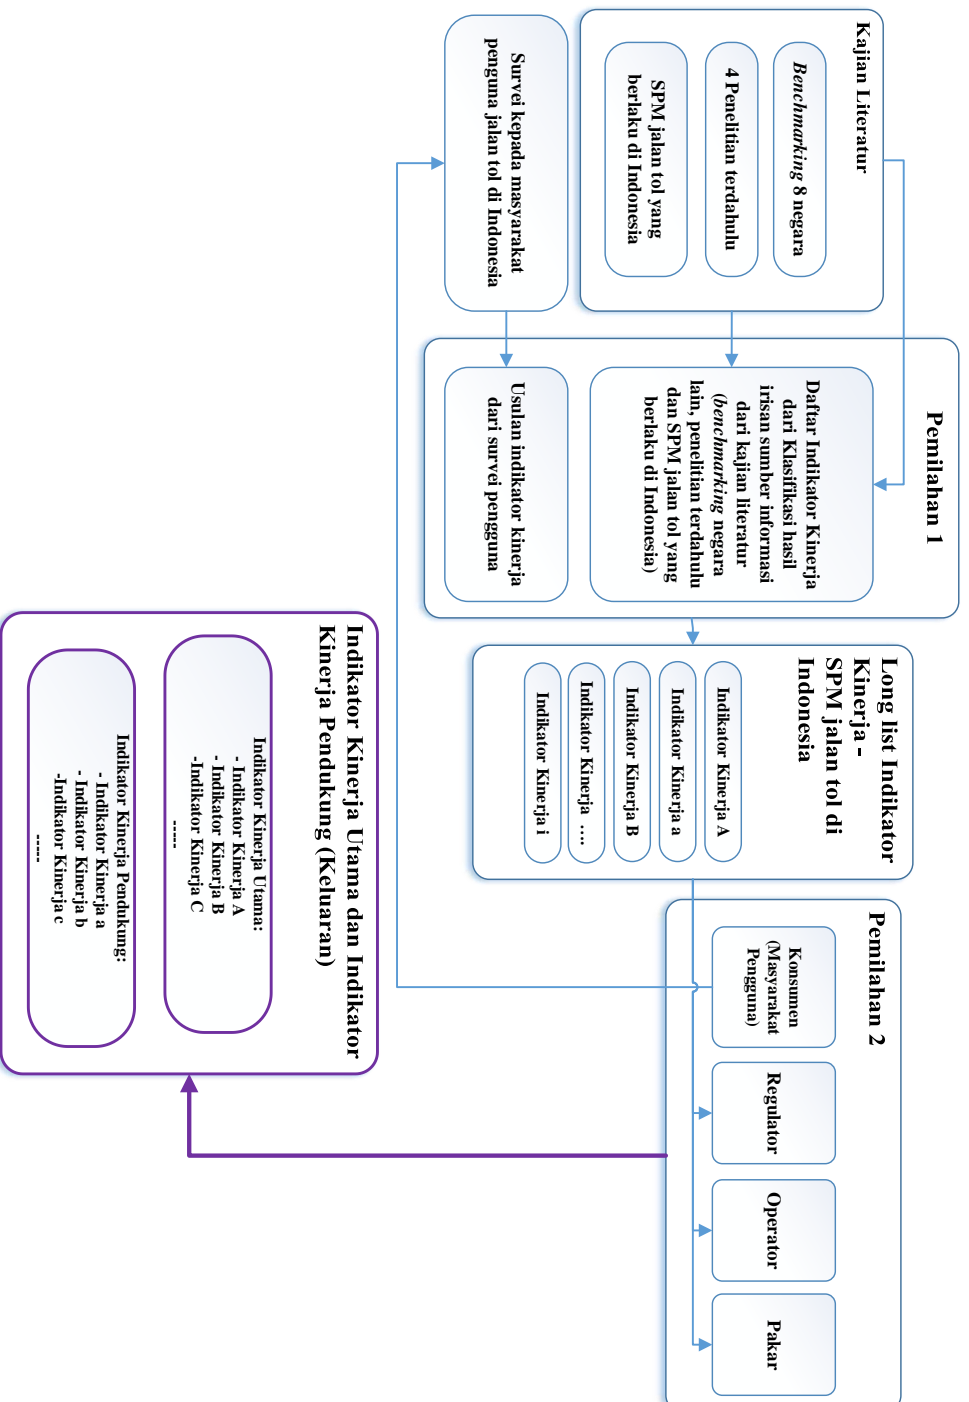 Kajian Literatur
Benchmarking 8 negara
4 Penelitian terdahulu
SPM jalan tol yang
berlaku di Indonesia
Survei kepada masyarakat
penguna jalan tol di Indonesia
Pemilahan 1
Daftar Indikator Kinerja
dari Klasifikasi hasil
irisan sumber informasi
dari kajian literatur
(benchmarking negara
lain, penelitian terdahulu
dan SPM jalan tol yang
berlaku di Indonesia)
Usulan indikator kinerja
dari survei pengguna
Long list Indikator
Kinerja -
SPM jalan tol di
Indonesia
Indikator Kinerja A
Indikator Kinerja a
Indikator Kinerja B
Indikator Kinerja ....
Indikator Kinerja i
Pemilahan 2
Konsumen
(Masyarakat
Pengguna)
Regulator
Operator
Pakar
Indikator Kinerja Utama dan Indikator
Kinerja Pendukung (Keluaran)
Indikator Kinerja Utama:
- Indikator Kinerja A
- Indikator Kinerja B
-Indikator Kinerja C
-----
Indikator Kinerja Pendukung:
- Indikator Kinerja a
- Indikator Kinerja b
-Indikator Kinerja c
-----